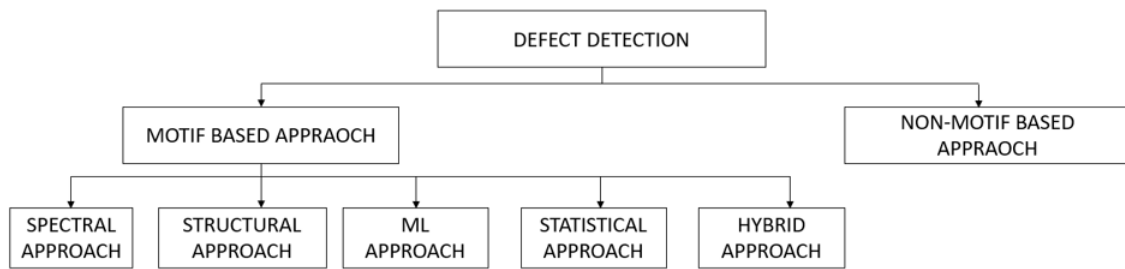 DEFECT DETECTION
MOTIF BASED APPRAOCH
NON-MOTIF BASED
APPRAOCH
SPECTRAL
APPROACH
STRUCTURAL
APPROACH
ML
APPROACH
STATISTICAL
APPROACH
HYBRID
APPROACH